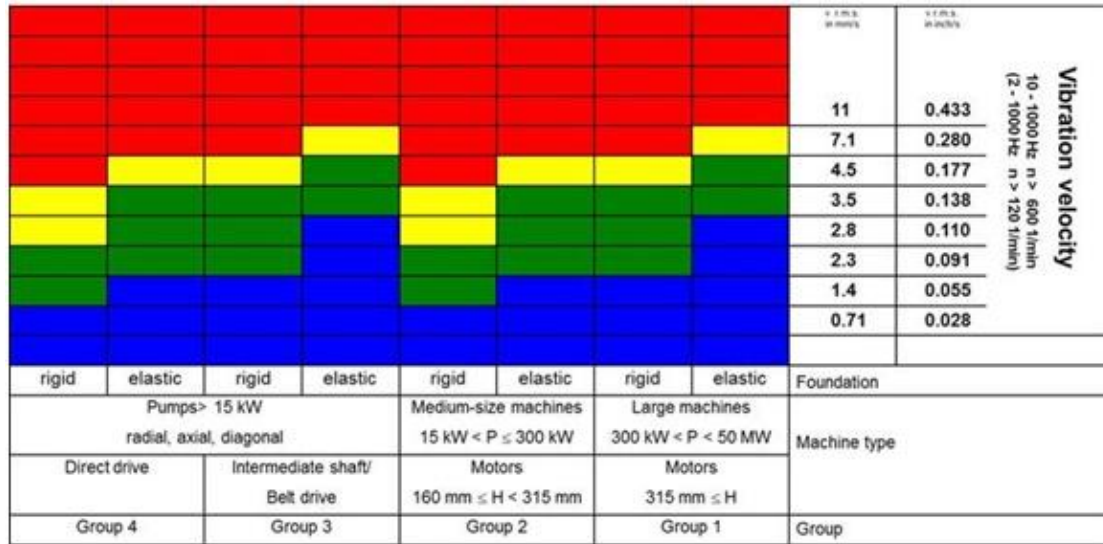 v r.m.s.
in mm/s
v r.m.s.
in inch/s
11 0.433
7.1 0.280
4.5 0.177
3.5 0.138
2.8 0.110
2.3 0.091
1.4 0.055
0.71 0.028
Vibration velocity
10 - 1000 Hz n > 600 1/min
(2 - 1000 Hz n > 120 1/min)
rigid elastic rigid elastic rigid elastic rigid elastic Foundation
Pumps> 15 kW
radial, axial, diagonal
Medium-size machines
15 kW < P ≤ 300 kW
Large machines
300 kW < P < 50 MW
Machine type
Direct drive
Intermediate shaft/
Belt drive
Motors
160 mm ≤ H < 315 mm
Motors
315 mm ≤ H
Group 4 Group 3 Group 2 Group 1 Group